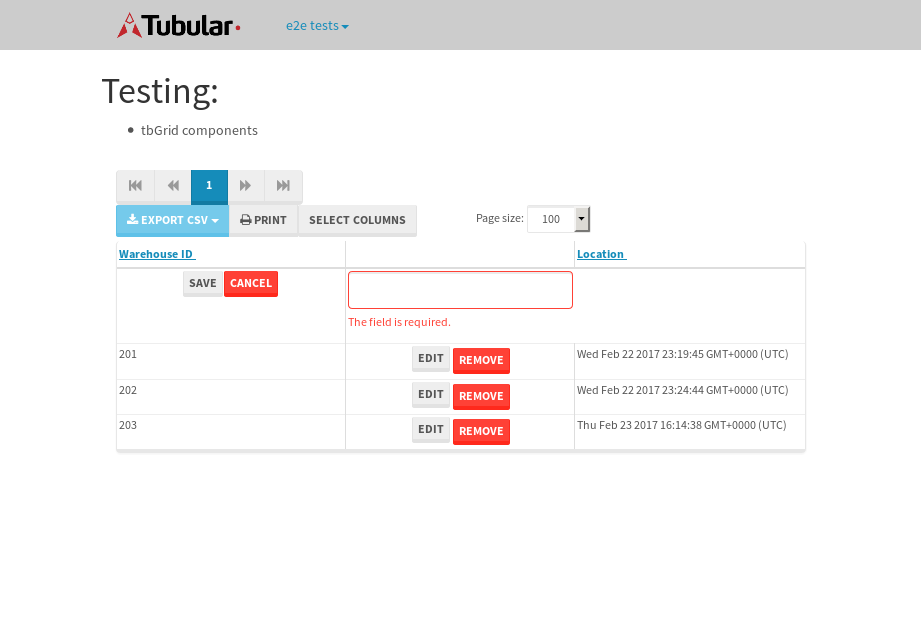 Tubular
e2e tests
Testing:
tbGrid components
1
EXPORT CSV PRINT SELECT COLUMNS Page size: 100
Warehouse ID Location
SAVE CANCEL
The field is required.
201 EDIT REMOVE Wed Feb 22 2017 23:19:45 GMT+0000 (UTC)
202 EDIT REMOVE Wed Feb 22 2017 23:24:44 GMT+0000 (UTC)
203 EDIT REMOVE Thu Feb 23 2017 16:14:38 GMT+0000 (UTC)